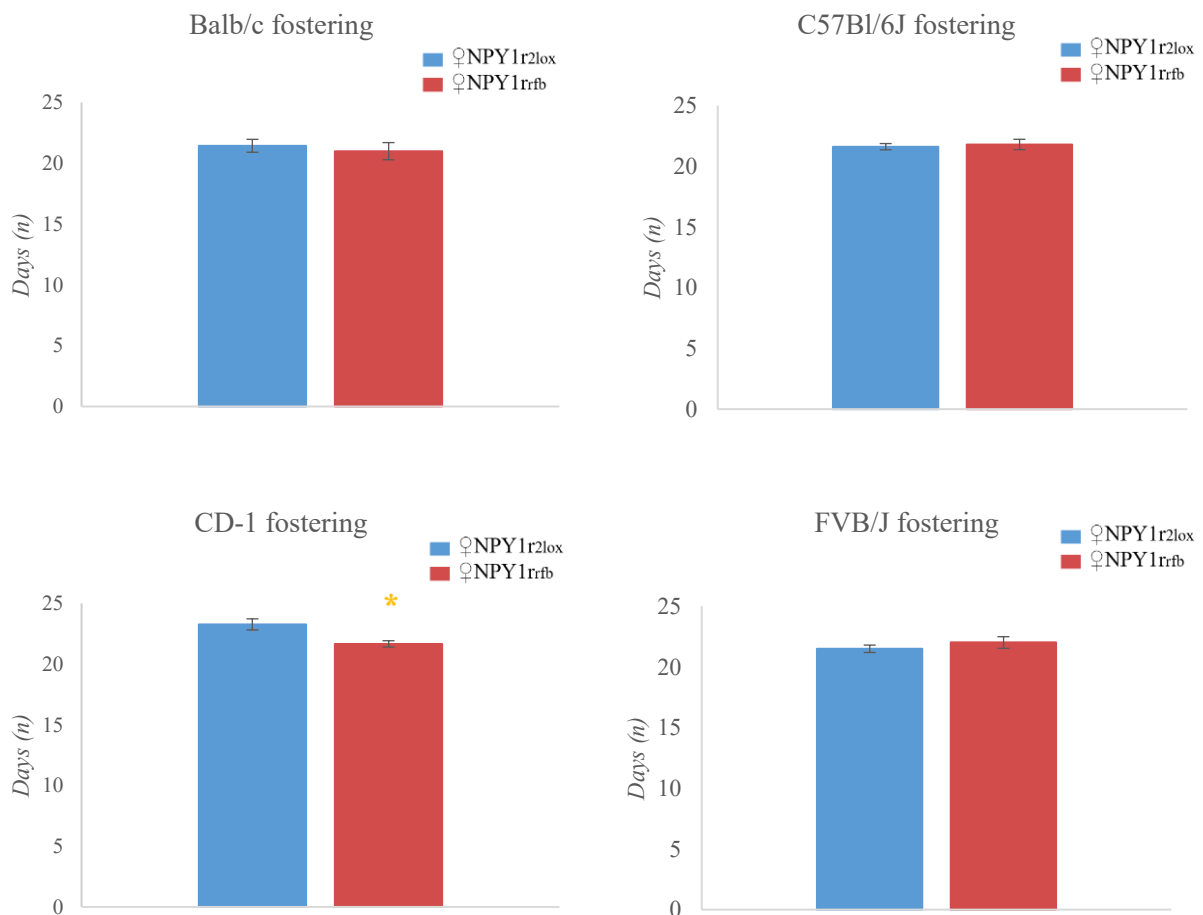 Balb/c fostering
♀NPY1r2lox
♀NPY1rrfb
25
20
15
10
5
0
Days (n)
C57Bl/6J fostering
♀NPY1r2lox
♀NPY1rrfb
25
20
15
10
5
0
Days (n)
CD-1 fostering
♀NPY1r2lox
♀NPY1rrfb
*
25
20
15
10
5
0
Days (n)
FVB/J fostering
♀NPY1r2lox
♀NPY1rrfb
25
20
15
10
5
0
Days (n)